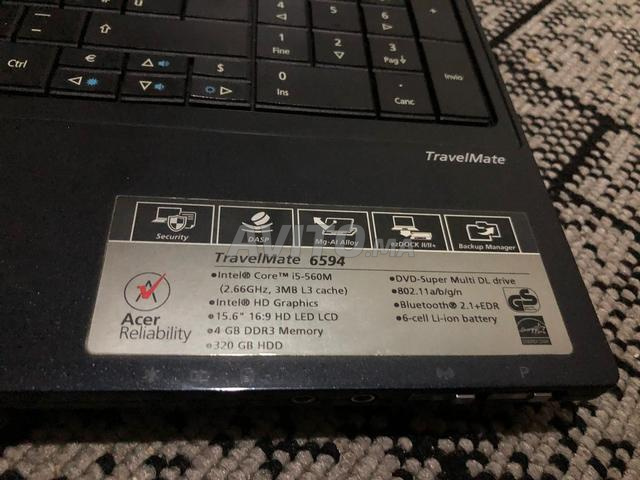 4
1
Fine
2
3
Pag
+
Invio
0
Ins
.
Canc
Ctrl
€
$
ù
TravelMate
Security
DASP
Mg-Al Alloy
ezDOCK II/II+
Backup Manager
TravelMate 6594
•Intel® Core™ i5-560M
(2.66GHz, 3MB L3 cache)
•Intel® HD Graphics
•15.6" 16:9 HD LED LCD
•4 GB DDR3 Memory
•320 GB HDD
•DVD-Super Multi DL drive
•802.11a/b/g/n
•Bluetooth® 2.1+EDR
•6-cell Li-ion battery
Acer
Reliability
GS
ENERGY STAR
P